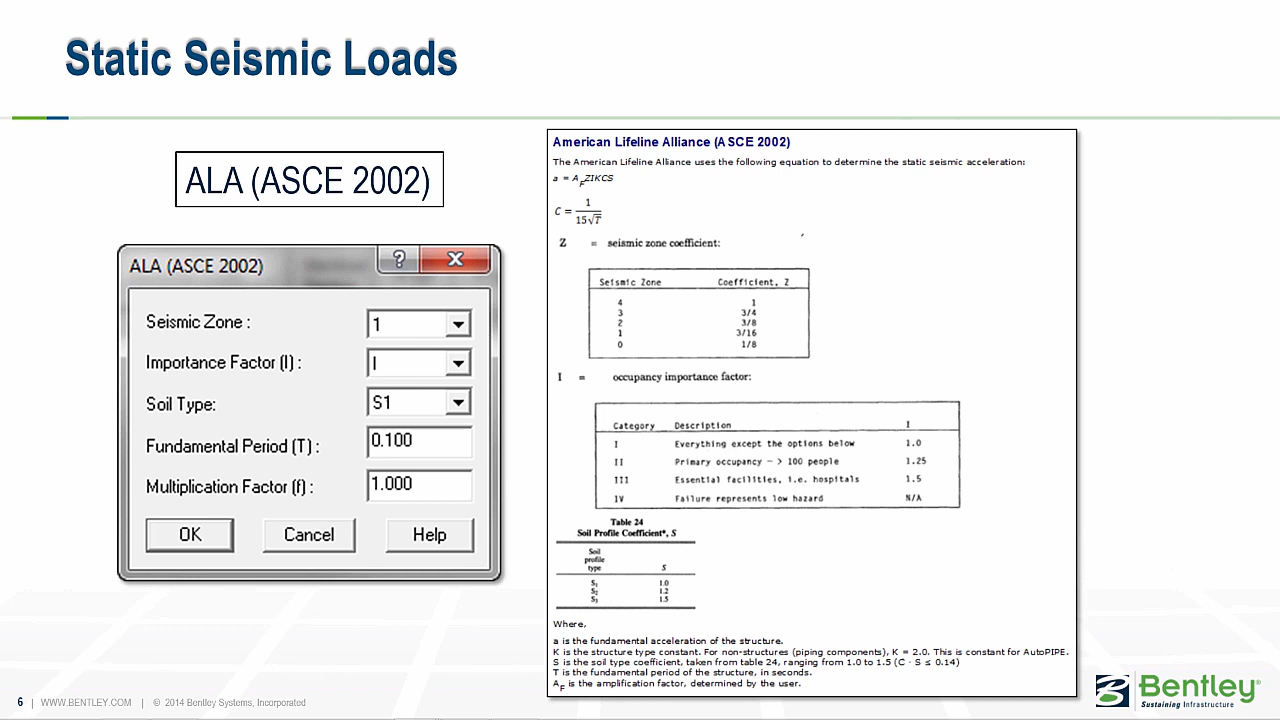 Static Seismic Loads
ALA (ASCE 2002)
ALA (ASCE 2002)
?
Seismic Zone :
1
Importance Factor (I) :
I
Soil Type:
S1
Fundamental Period (T) :
0.100
Multiplication Factor (f) :
1.000
OK Cancel Help
American Lifeline Alliance (ASCE 2002)
The American Lifeline Alliance uses the following equation to determine the static seismic acceleration:
a = A_F ZIKCS
C = 1 / 15√T
Z = seismic zone coefficient:
Seismic Zone Coefficient, Z
4 1
3 3/4
2 3/8
1 3/16
0 1/8
I = occupancy importance factor:
Category Description I
I Everything except the options below 1.0
II Primary occupancy – > 100 people 1.25
III Essential facilities, i.e. hospitals 1.5
IV Failure represents low hazard N/A
Table 24
Soil Profile Coefficient*, S
Soil
profile
type S
S₁ 1.0
S₂ 1.2
S₃ 1.5
Where,
a is the fundamental acceleration of the structure.
K is the structure type constant. For non-structures (piping components), K = 2.0. This is constant for AutoPIPE.
S is the soil type coefficient, taken from table 24, ranging from 1.0 to 1.5 (C · S ≤ 0.14)
T is the fundamental period of the structure, in seconds.
A_F is the amplification factor, determined by the user.
6 | WWW.BENTLEY.COM | © 2014 Bentley Systems, Incorporated
Bentley®
Sustaining Infrastructure